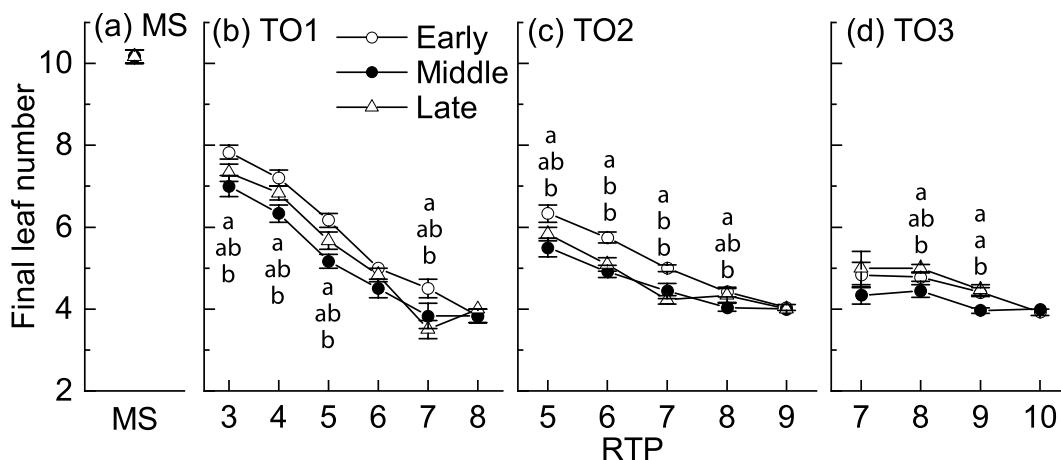 (a) MS
(b) TO1
(c) TO2
(d) TO3
Early
Middle
Late
Final leaf number
10
8
6
4
2
a
ab
b
a
ab
b
a
ab
b
a
ab
b
a
ab
b
a
b
b
a
b
b
a
ab
b
a
ab
b
a
a
b
MS
3 4 5 6 7 8
5 6 7 8 9
7 8 9 10
RTP